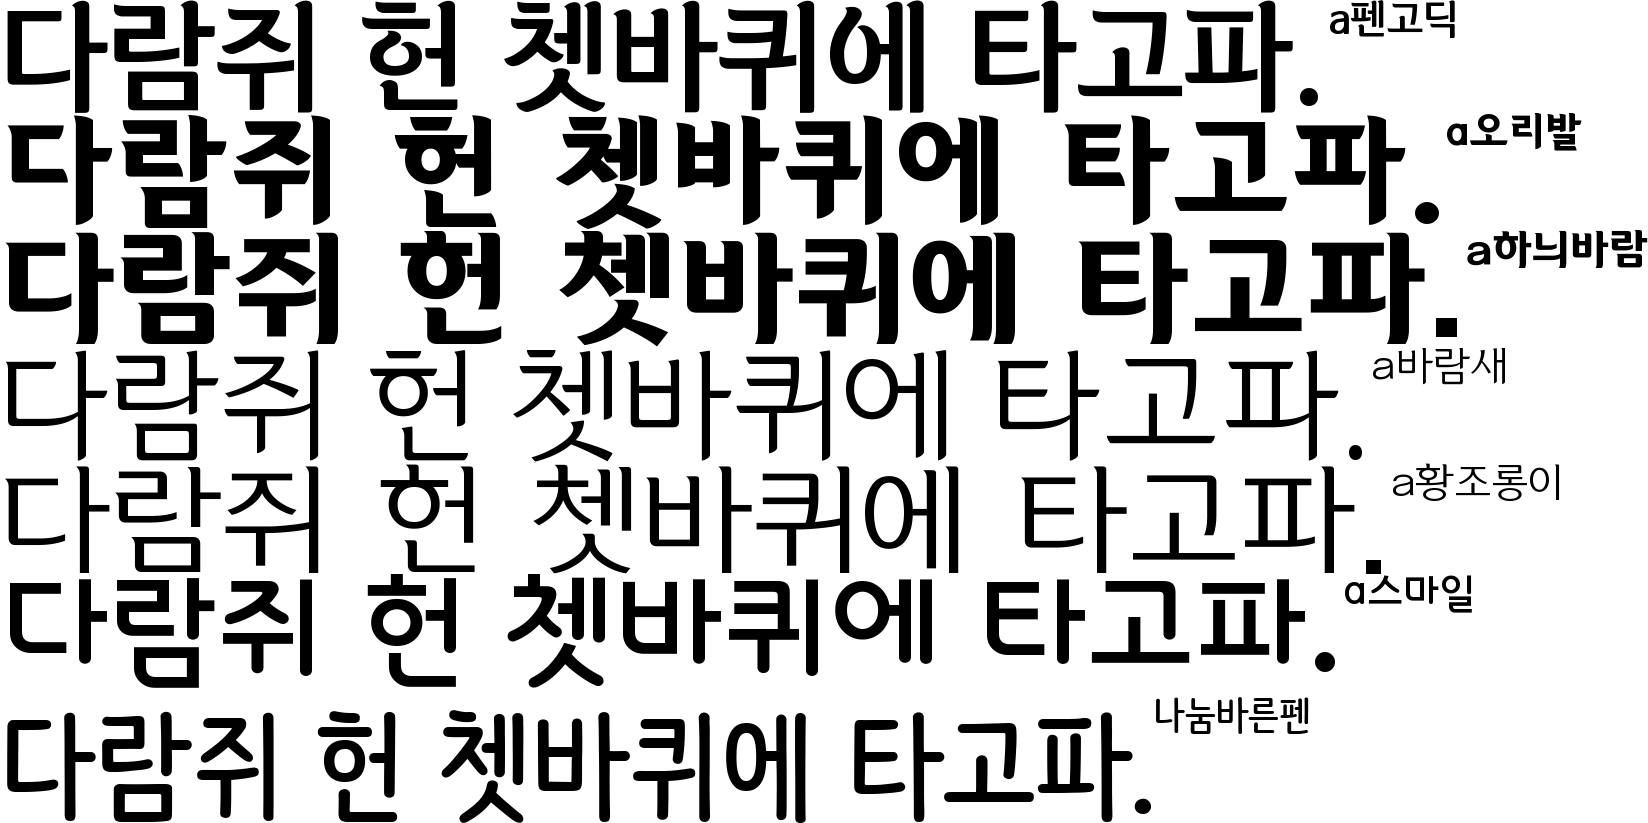 다람쥐 헌 쳇바퀴에 타고파. a펜고딕
다람쥐 헌 쳇바퀴에 타고파. a오리발
다람쥐 헌 쳇바퀴에 타고파. a하늬바람
다람쥐 헌 쳇바퀴에 타고파. a바람새
다람쥐 헌 쳇바퀴에 타고파. a황조롱이
다람쥐 헌 쳇바퀴에 타고파. a스마일
다람쥐 헌 쳇바퀴에 타고파. 나눔바른펜